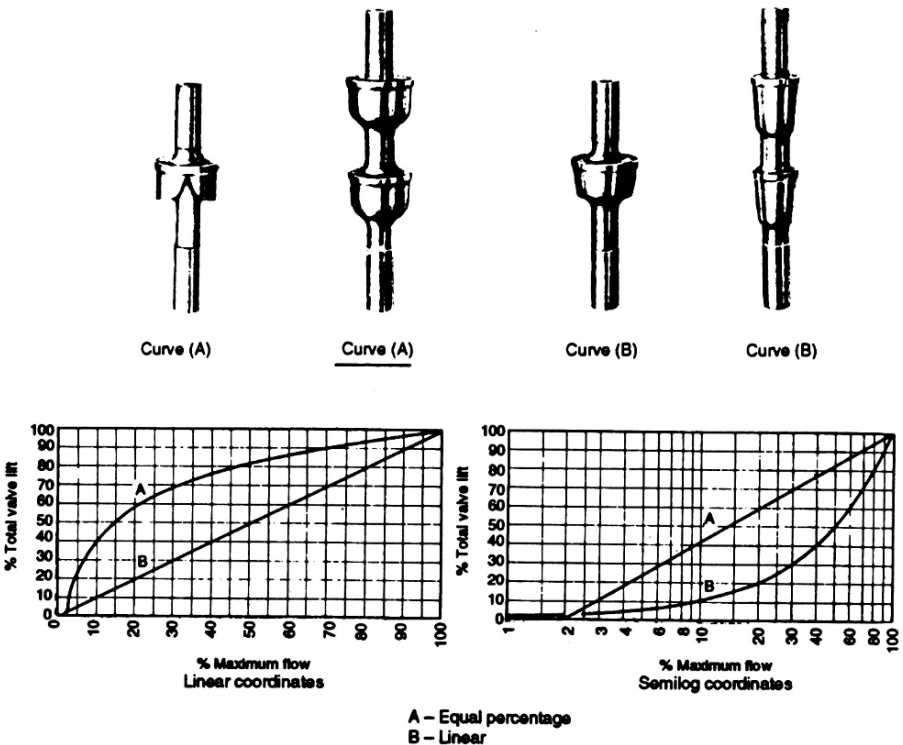 Curve (A)
Curve (A)
Curve (B)
Curve (B)
% Total valve lift
100
90
80
70
60
50
40
30
20
10
0
A
B
0
10
20
30
40
50
60
70
80
90
100
% Maximum flow
Linear coordinates
% Total valve lift
100
90
80
70
60
50
40
30
20
10
0
A
B
1
2
3
4
6
8
10
20
30
40
60
80
100
% Maximum flow
Semilog coordinates
A – Equal percentage
B – Linear